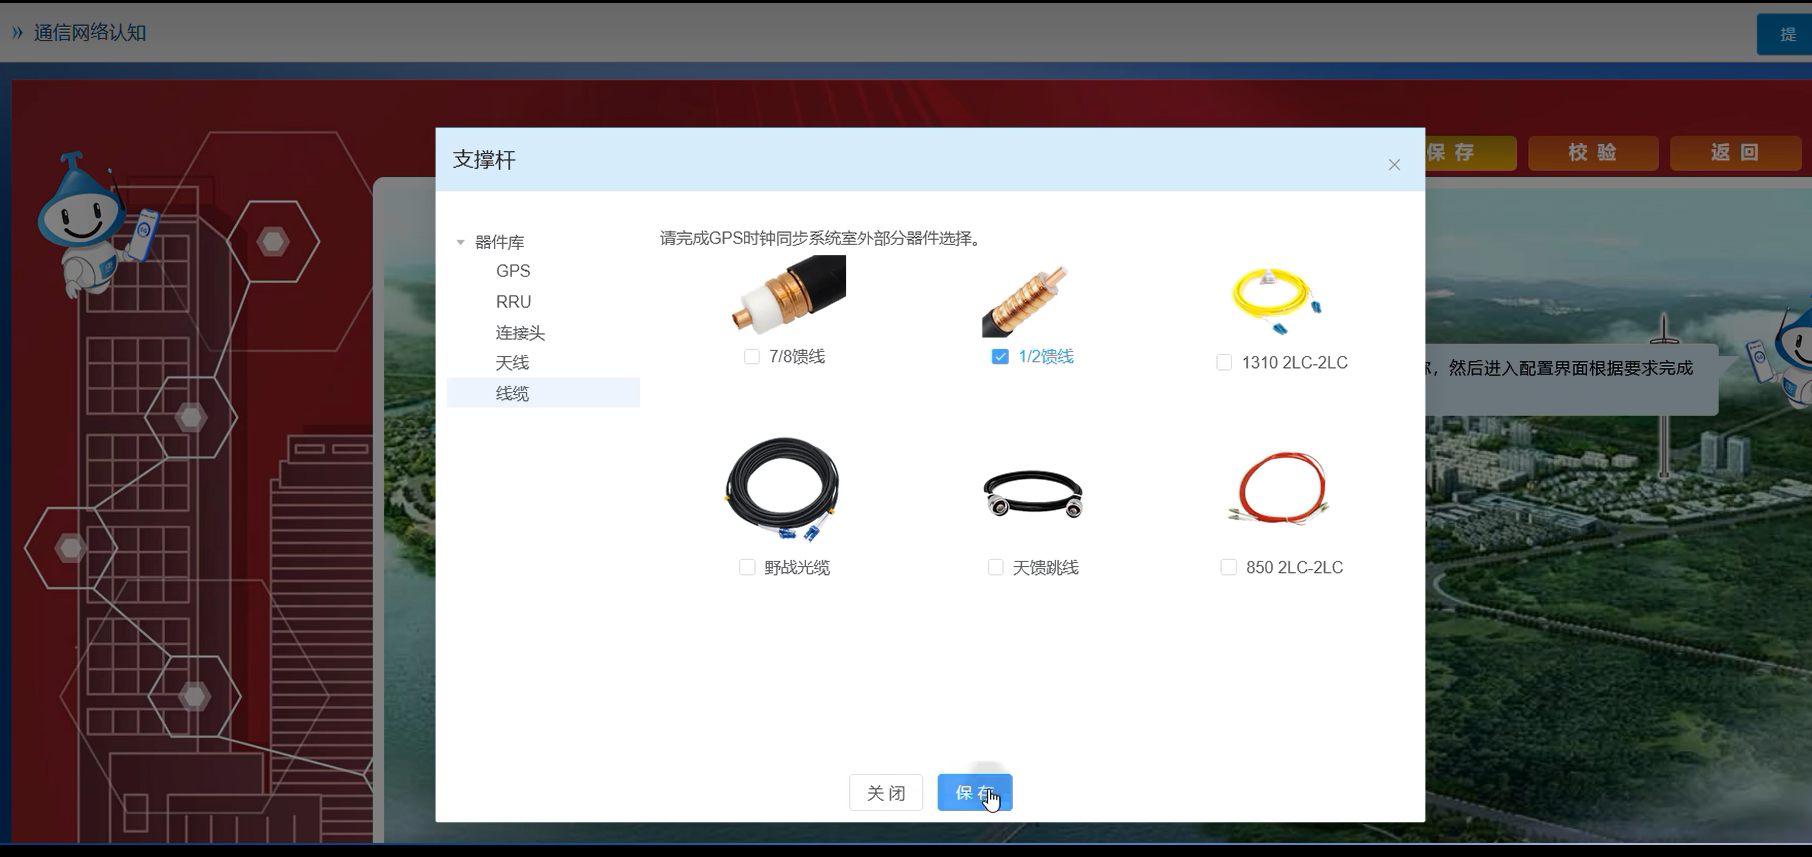 » 通信网络认知
提
保 存
校 验
返 回
支撑杆
×
器件库
GPS
RRU
连接头
天线
线缆
请完成GPS时钟同步系统室外部分器件选择。
7/8馈线
1/2馈线
1310 2LC-2LC
野战光缆
天馈跳线
850 2LC-2LC
，然后进入配置界面根据要求完成
关 闭
保 存